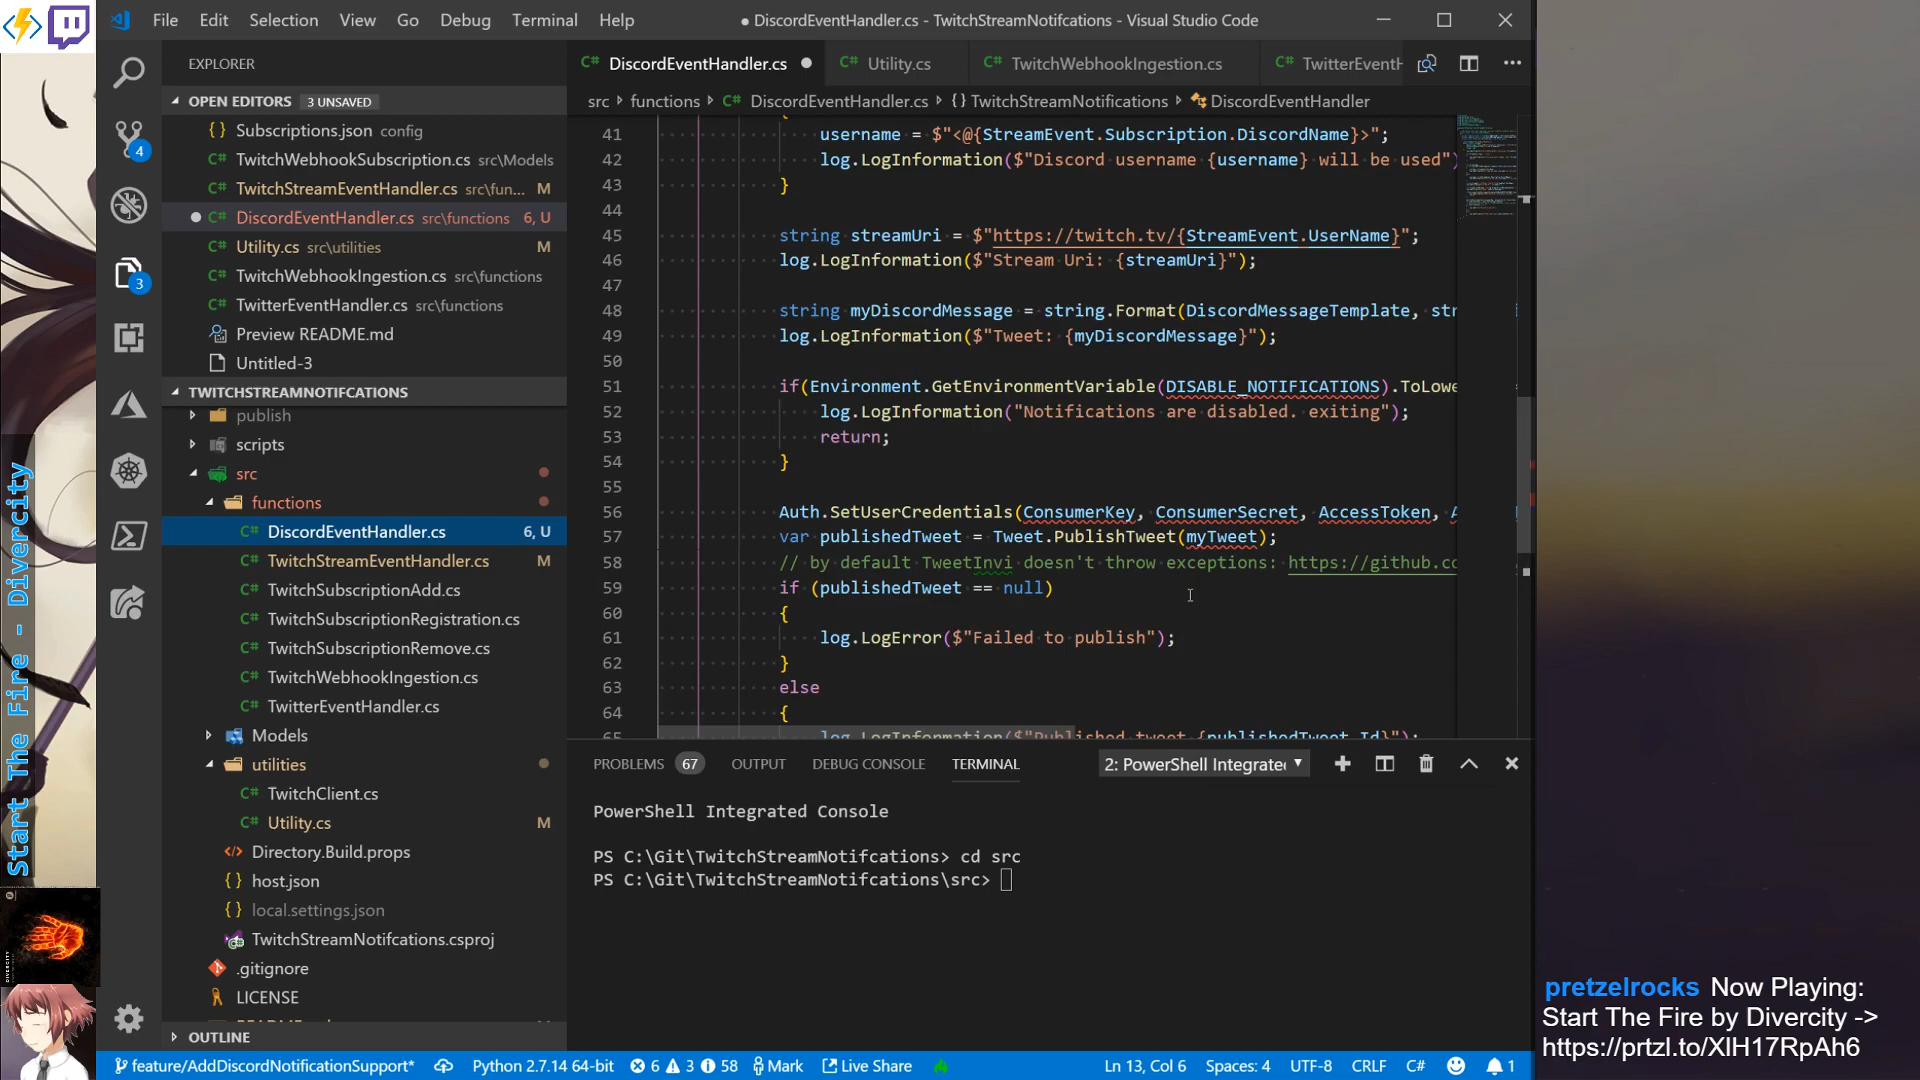 File Edit Selection View Go Debug Terminal Help
● DiscordEventHandler.cs - TwitchStreamNotifcations - Visual Studio Code
EXPLORER
OPEN EDITORS 3 UNSAVED
{} Subscriptions.json config
C# TwitchWebhookSubscription.cs src\Models
C# TwitchStreamEventHandler.cs src\fun... M
C# DiscordEventHandler.cs src\functions 6, U
C# Utility.cs src\utilities M
C# TwitchWebhookIngestion.cs src\functions
C# TwitterEventHandler.cs src\functions
Preview README.md
Untitled-3
TWITCHSTREAMNOTIFCATIONS
publish
scripts
src
functions
C# DiscordEventHandler.cs 6, U
C# TwitchStreamEventHandler.cs M
C# TwitchSubscriptionAdd.cs
C# TwitchSubscriptionRegistration.cs
C# TwitchSubscriptionRemove.cs
C# TwitchWebhookIngestion.cs
C# TwitterEventHandler.cs
Models
utilities
C# TwitchClient.cs
C# Utility.cs M
Directory.Build.props
{} host.json
{} local.settings.json
TwitchStreamNotifcations.csproj
.gitignore
LICENSE
OUTLINE
4
3
C# DiscordEventHandler.cs ● C# Utility.cs C# TwitchWebhookIngestion.cs C# TwitterEventH
src › functions › C# DiscordEventHandler.cs › {} TwitchStreamNotifications › DiscordEventHandler
{
41 username = $"<@{StreamEvent.Subscription.DiscordName}>";
42 log.LogInformation($"Discord username {username} will be used")
43 }
44
45 string streamUri = $"https://twitch.tv/{StreamEvent.UserName}";
46 log.LogInformation($"Stream Uri: {streamUri}");
47
48 string myDiscordMessage = string.Format(DiscordMessageTemplate, str
49 log.LogInformation($"Tweet: {myDiscordMessage}");
50
51 if(Environment.GetEnvironmentVariable(DISABLE_NOTIFICATIONS).ToLowe
52 log.LogInformation("Notifications are disabled. exiting");
53 return;
54 }
55
56 Auth.SetUserCredentials(ConsumerKey, ConsumerSecret, AccessToken, A
57 var publishedTweet = Tweet.PublishTweet(myTweet);
58 // by default TweetInvi doesn't throw exceptions: https://github.co
59 if (publishedTweet == null)
60 {
61 log.LogError($"Failed to publish");
62 }
63 else
64 {
65 log.LogInformation($"Published tweet {publishedTweet.Id}");
PROBLEMS 67 OUTPUT DEBUG CONSOLE TERMINAL 2: PowerShell Integrate
PowerShell Integrated Console
PS C:\Git\TwitchStreamNotifcations> cd src
PS C:\Git\TwitchStreamNotifcations\src>
feature/AddDiscordNotificationSupport* Python 2.7.14 64-bit 6 3 58 Mark Live Share Ln 13, Col 6 Spaces: 4 UTF-8 CRLF C# 1
Start The Fire - Divercity
pretzelrocks Now Playing:
Start The Fire by Divercity ->
https://prtzl.to/XlH17RpAh6